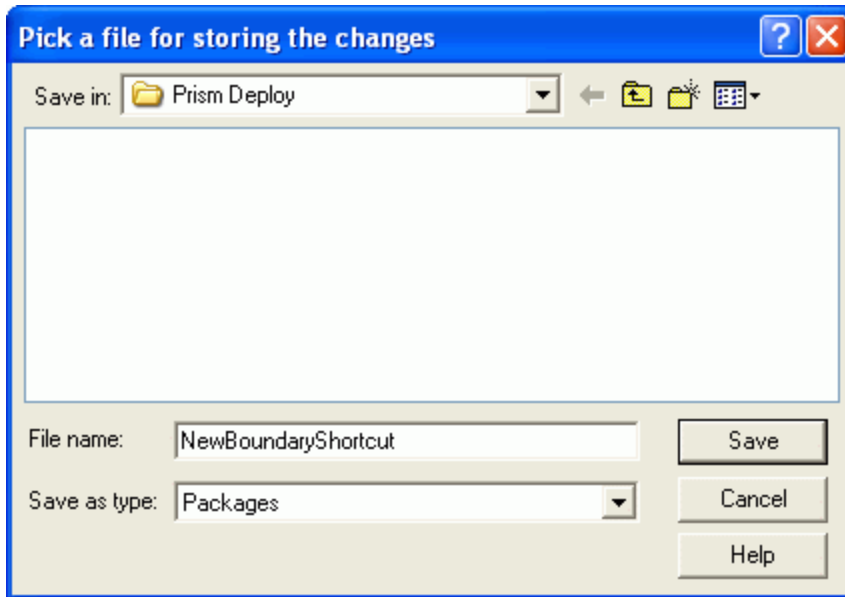 Pick a file for storing the changes
Save in: Prism Deploy
File name: NewBoundaryShortcut Save
Save as type: Packages Cancel
Help